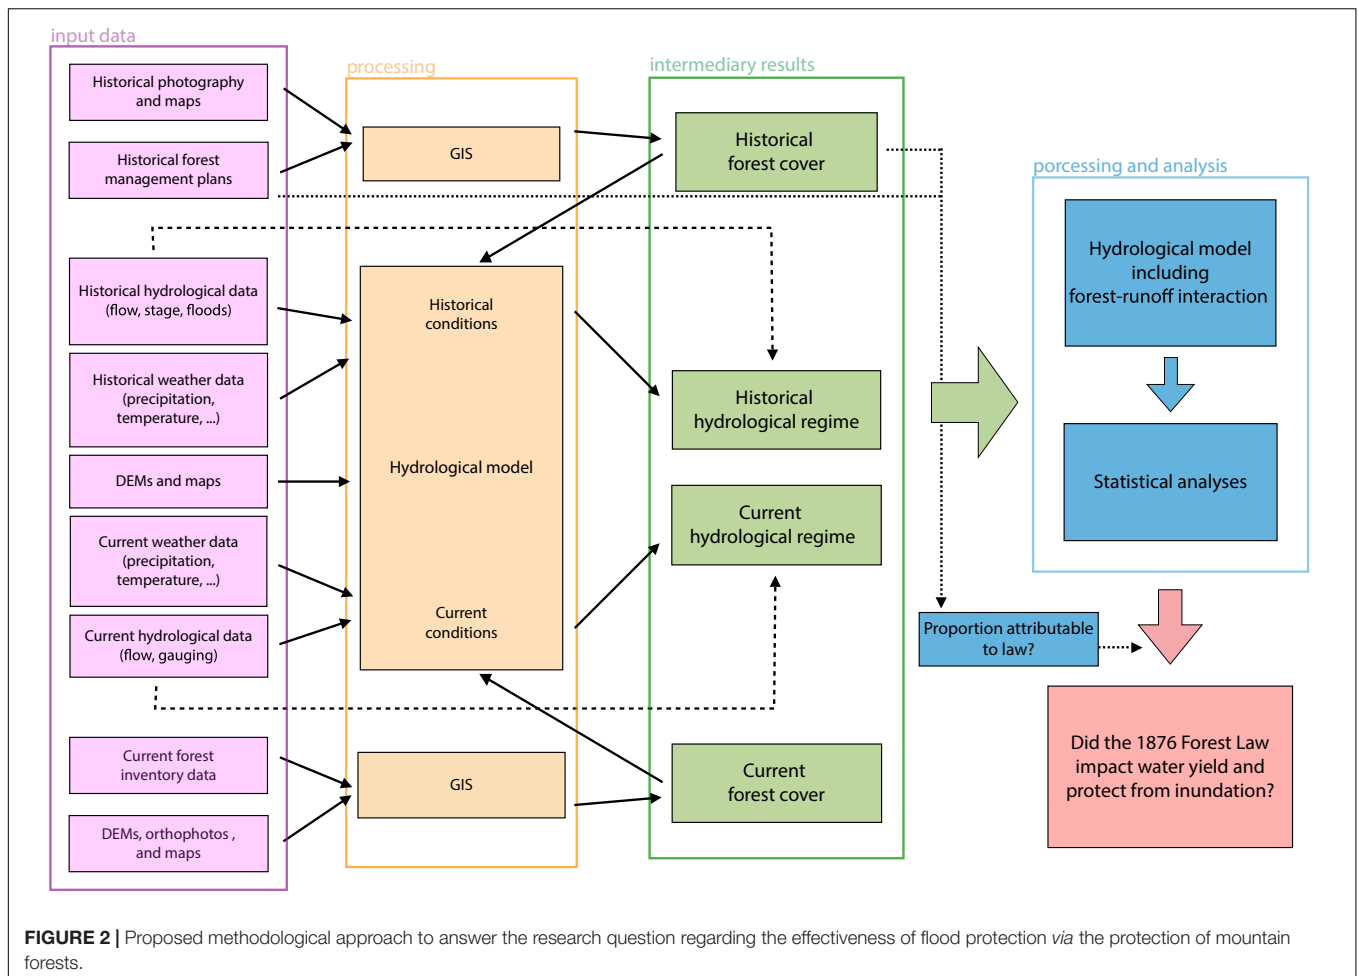 input data
Historical photography
and maps
Historical forest
management plans
Historical hydrological data
(flow, stage, floods)
Historical weather data
(precipitation,
temperature, ...)
DEMs and maps
Current weather data
(precipitation,
temperature, ...)
Current hydrological data
(flow, gauging)
Current forest
inventory data
DEMs, orthophotos ,
and maps
processing
GIS
Historical
conditions
Hydrological model
Current
conditions
GIS
intermediary results
Historical
forest cover
Historical
hydrological regime
Current
hydrological regime
Current
forest cover
porcessing and analysis
Hydrological model
including
forest-runoff interaction
Statistical analyses
Proportion attributable
to law?
Did the 1876 Forest Law
impact water yield and
protect from inundation?
FIGURE 2 | Proposed methodological approach to answer the research question regarding the effectiveness of flood protection via the protection of mountain
forests.